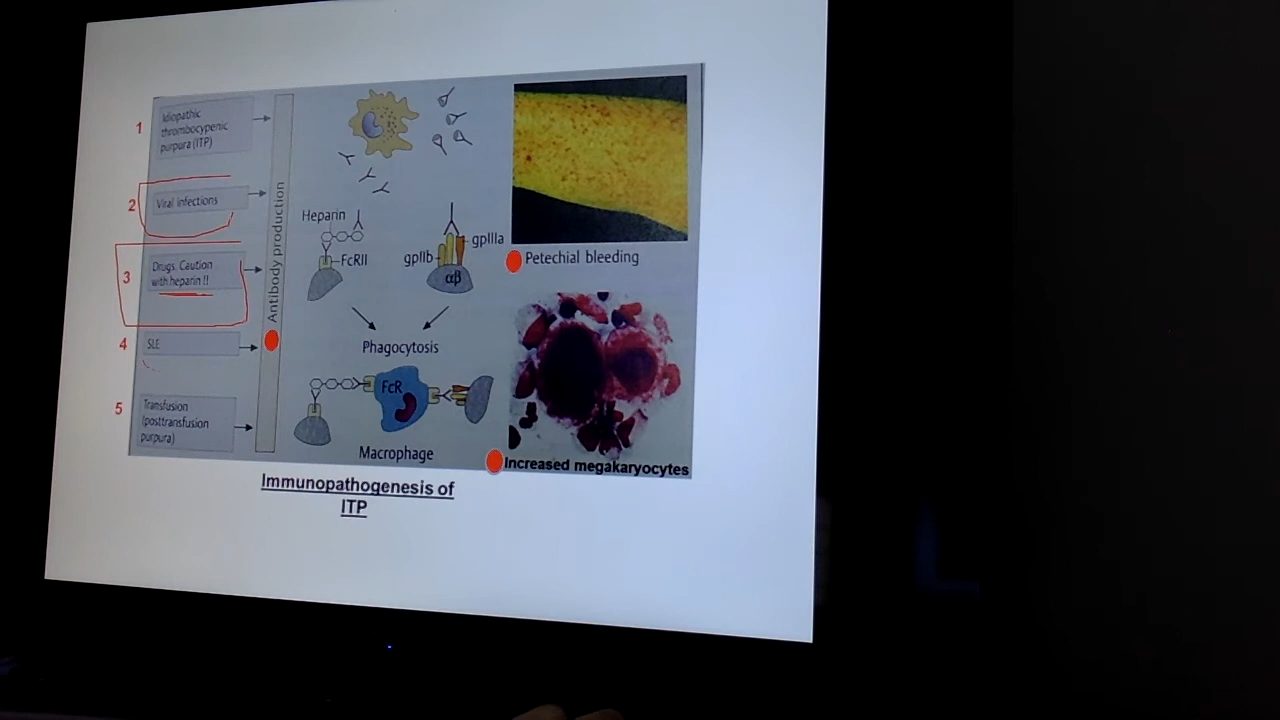 1
Idiopathic
thrombocypenic
purpura (ITP)
2
Viral infections
3
Drugs. Caution
with heparin !!
4
SLE
5
Transfusion
(posttransfusion
purpura)
Antibody production
Heparin
FcRII
gpIIb
gpIIIa
αβ
Phagocytosis
FcR
Macrophage
Petechial bleeding
Increased megakaryocytes
Immunopathogenesis of
ITP